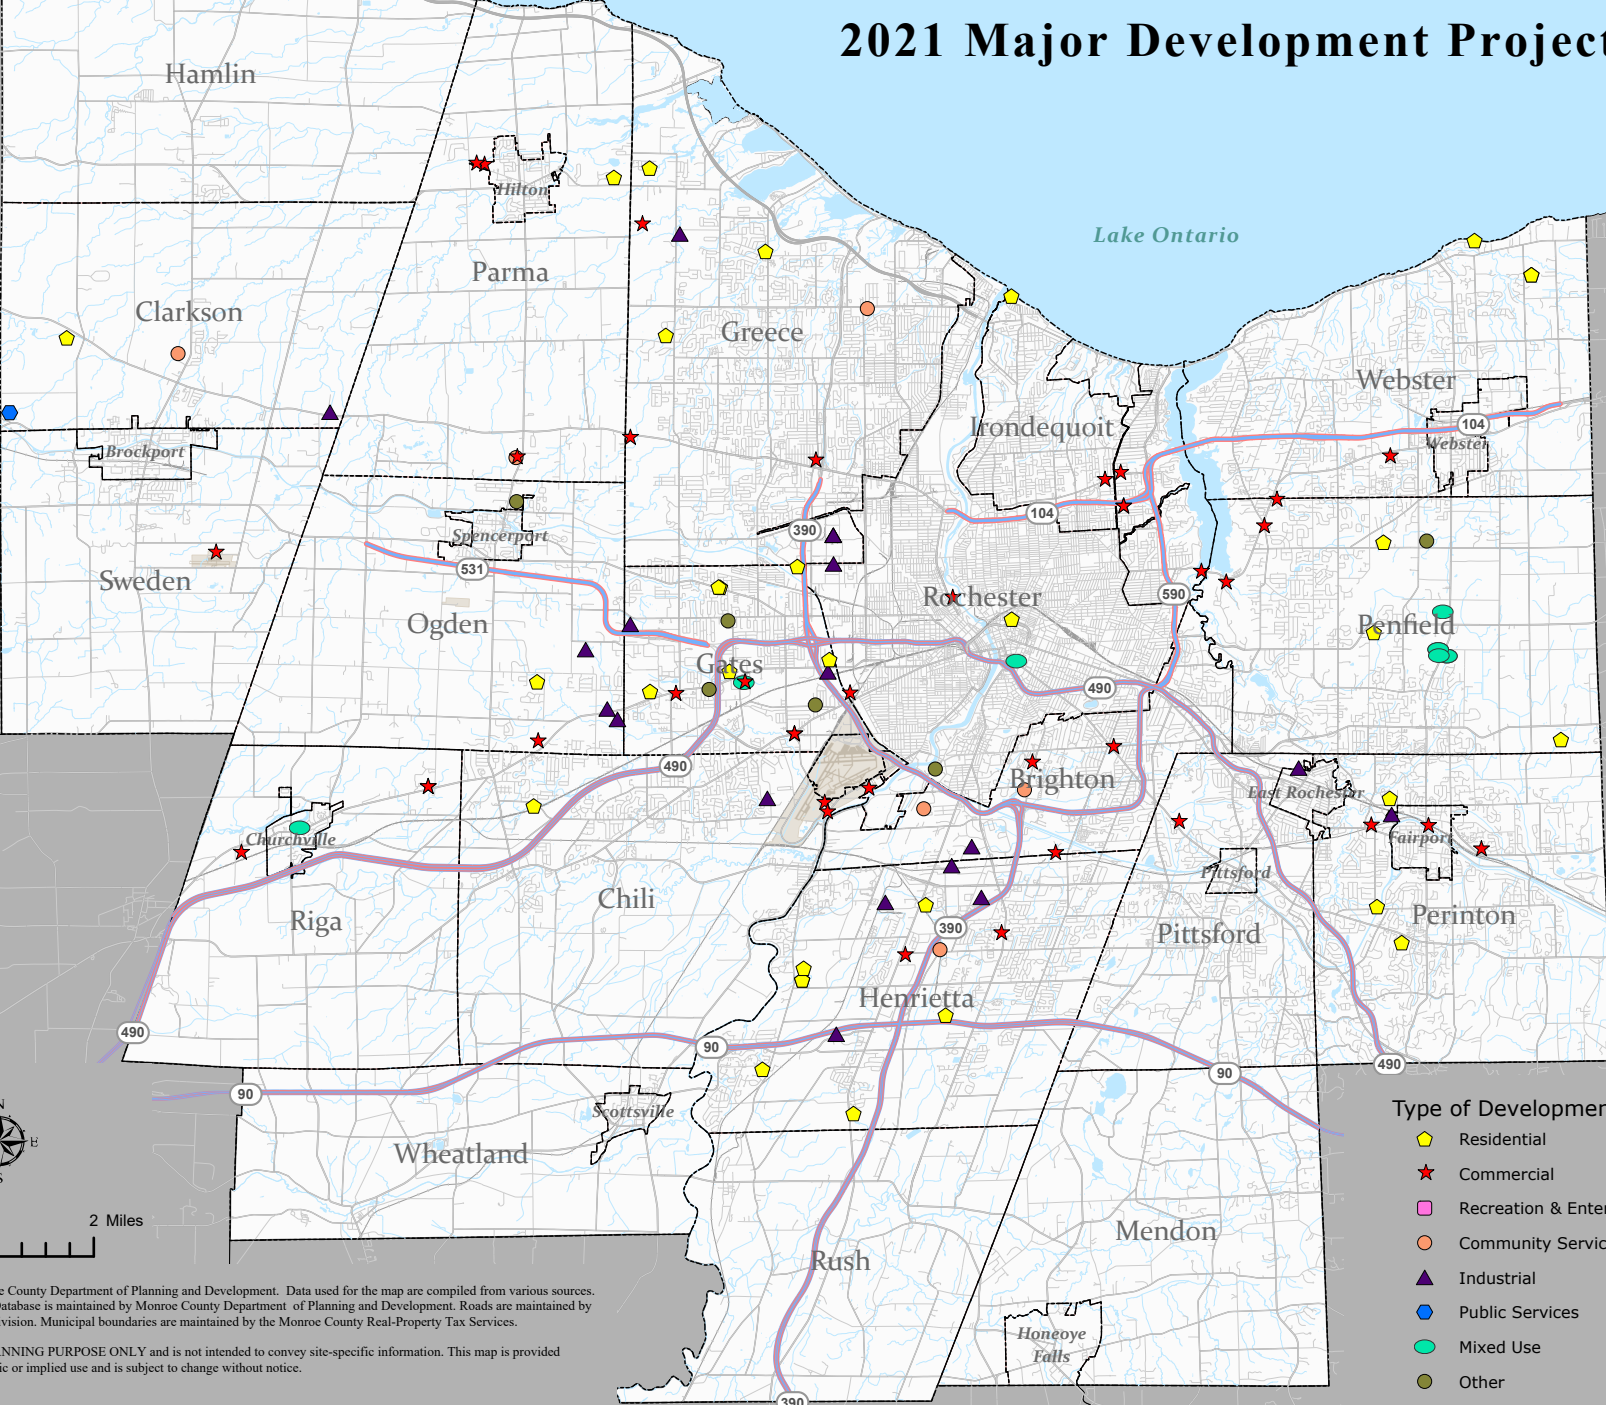 2021 Major Development Project
Hamlin
Hilton
Lake Ontario
Parma
Clarkson
Greece
Webster
Irondequoit
104
Webster
Brockport
104
390
Spencerport
531
Sweden
590
Rochester
Ogden
Penfield
Gates
490
490
Brighton
East Rochester
Churchville
Fairport
Pittsford
Chili
Riga
390
Perinton
Pittsford
Henrietta
490
90
490
90
90
Type of Developmen
Scottsville
N
E
S
Residential
Wheatland
Commercial
2 Miles
Recreation & Enter
Mendon
Community Servic
Rush
Industrial
e County Department of Planning and Development. Data used for the map are compiled from various sources.
Database is maintained by Monroe County Department of Planning and Development. Roads are maintained by
vision. Municipal boundaries are maintained by the Monroe County Real-Property Tax Services.
Public Services
Honeoye
Falls
Mixed Use
ANNING PURPOSE ONLY and is not intended to convey site-specific information. This map is provided
ic or implied use and is subject to change without notice.
Other
390